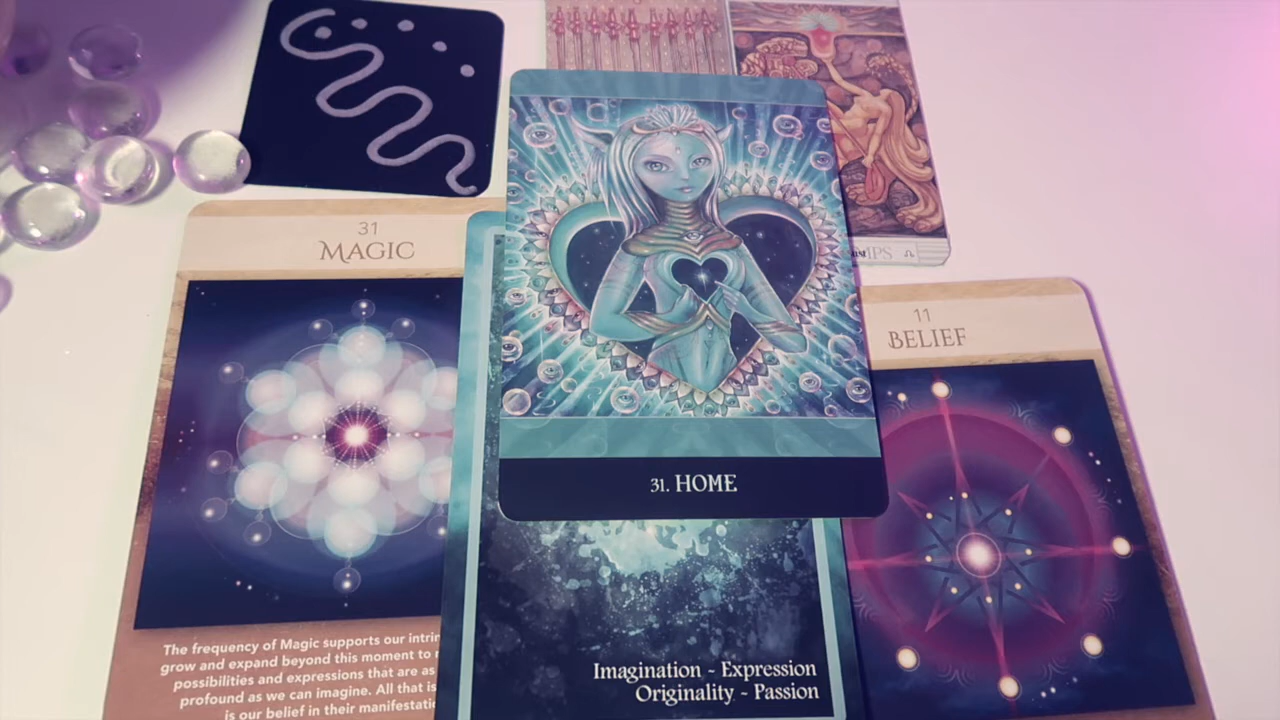 31
MAGIC
11
BELIEF
31. HOME
The frequency of Magic supports our
grow and expand beyond this moment to
possibilities and expressions that are as
profound as we can imagine. All that is
is our belief in their
Imagination ~ Expression
Originality ~ Passion